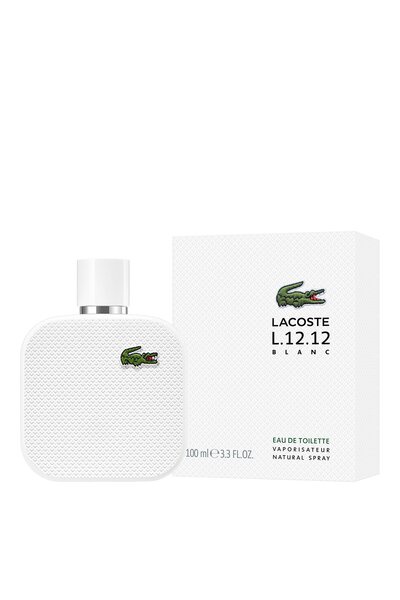 LACOSTE
L.12.12
BLANC
EAU DE TOILETTE
VAPORISATEUR
NATURAL SPRAY
100 ml ℮ 3.3 FL.OZ.